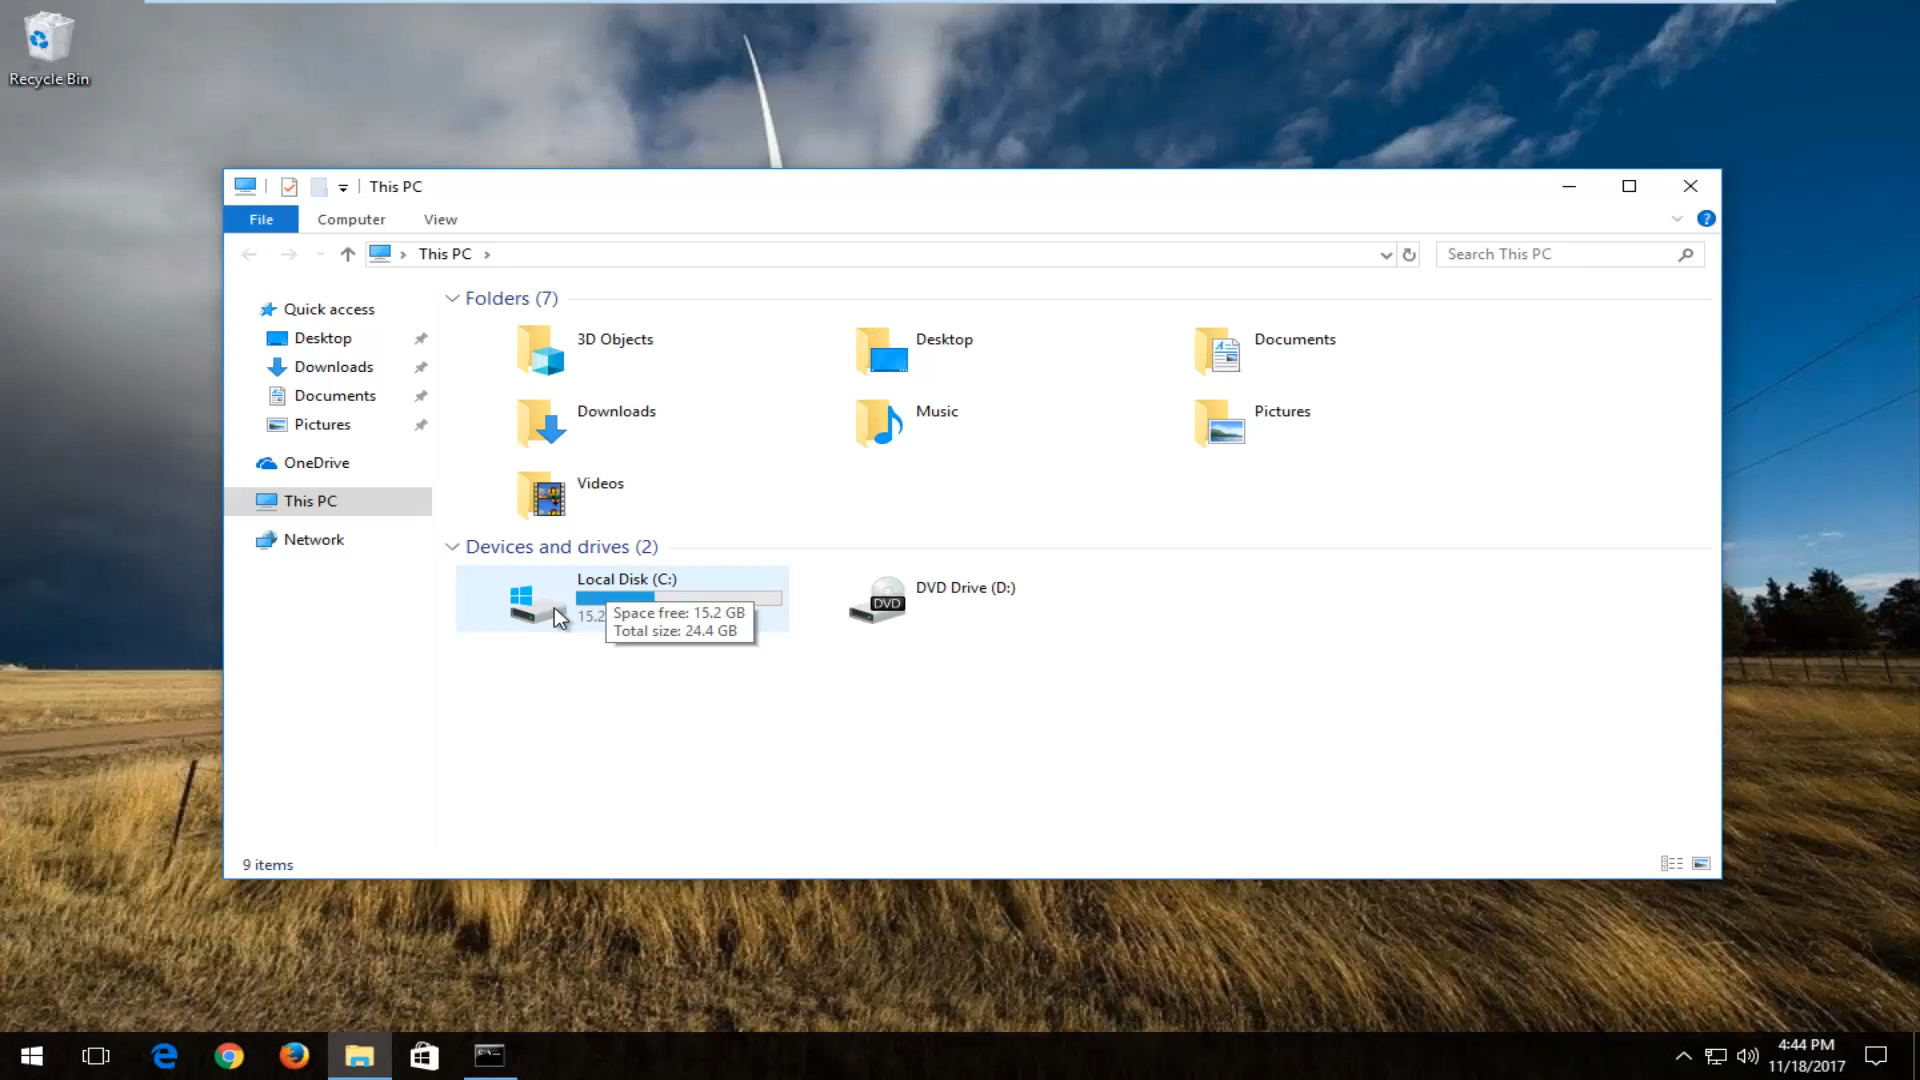 Recycle Bin
This PC
File
Computer
View
This PC
Search This PC
Quick access
Desktop
Downloads
Documents
Pictures
OneDrive
This PC
Network
Folders (7)
3D Objects
Desktop
Documents
Downloads
Music
Pictures
Videos
Devices and drives (2)
Local Disk (C:)
15.2
Space free: 15.2 GB
Total size: 24.4 GB
DVD
DVD Drive (D:)
9 items
4:44 PM
11/18/2017